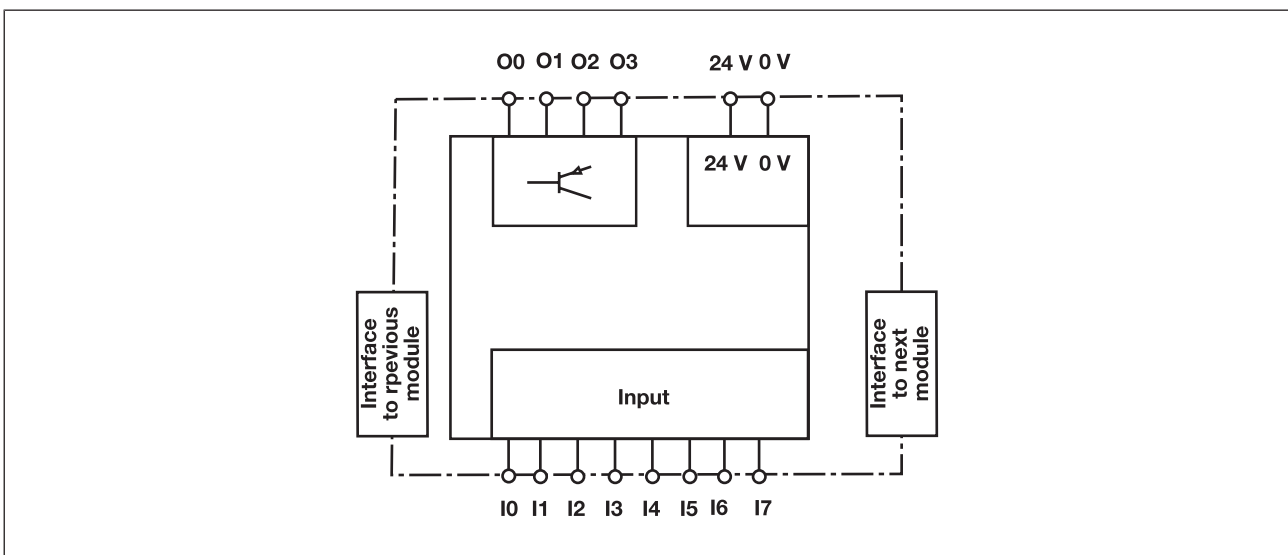 O0 O1 O2 O3 24 V 0 V
24 V 0 V
Interface
to rpevious
module
Input
Interface
to next
module
I0 I1 I2 I3 I4 I5 I6 I7